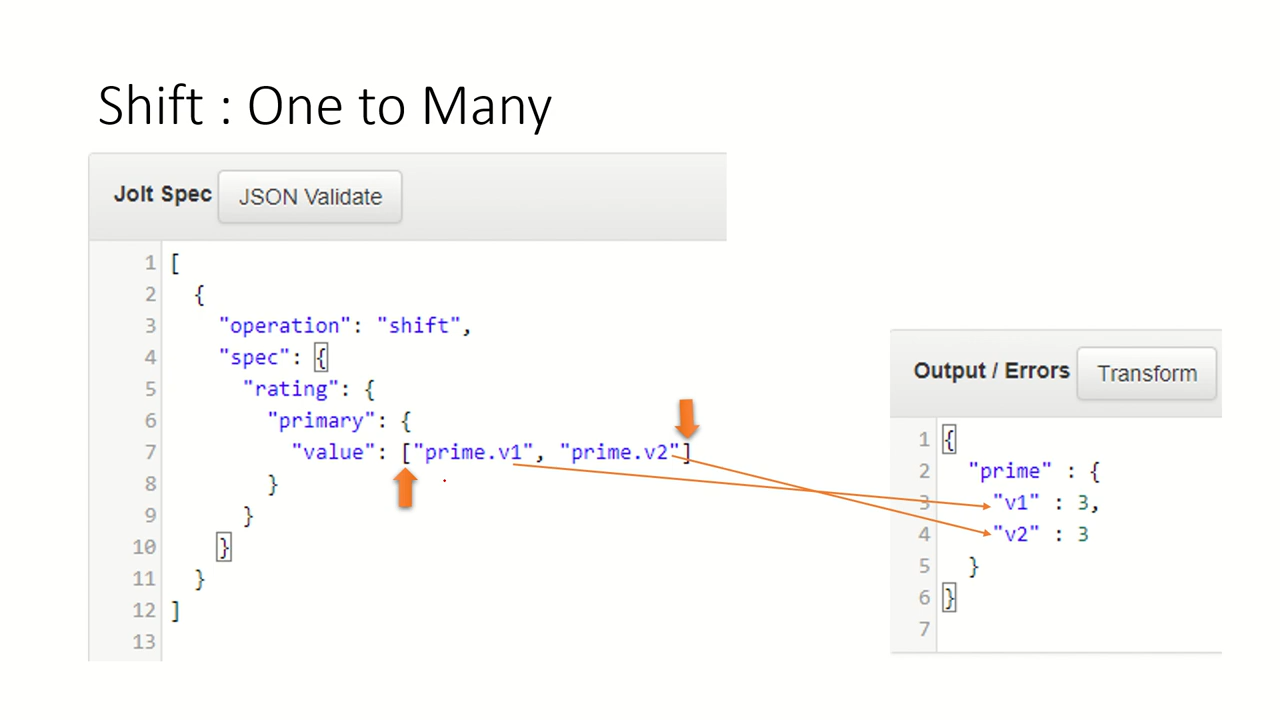 Shift : One to Many
Jolt Spec JSON Validate
1 [
2 {
3 "operation": "shift",
4 "spec": {
5 "rating": {
6 "primary": {
7 "value": ["prime.v1", "prime.v2"]
8 }
9 }
10 }
11 }
12 ]
13
Output / Errors Transform
1 {
2 "prime" : {
3 "v1" : 3,
4 "v2" : 3
5 }
6 }
7